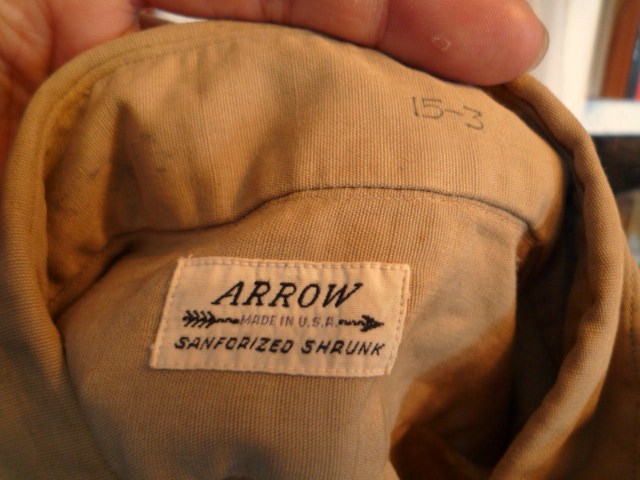 15-3
ARROW
MADE IN U.S.A.
SANFORIZED SHRUNK